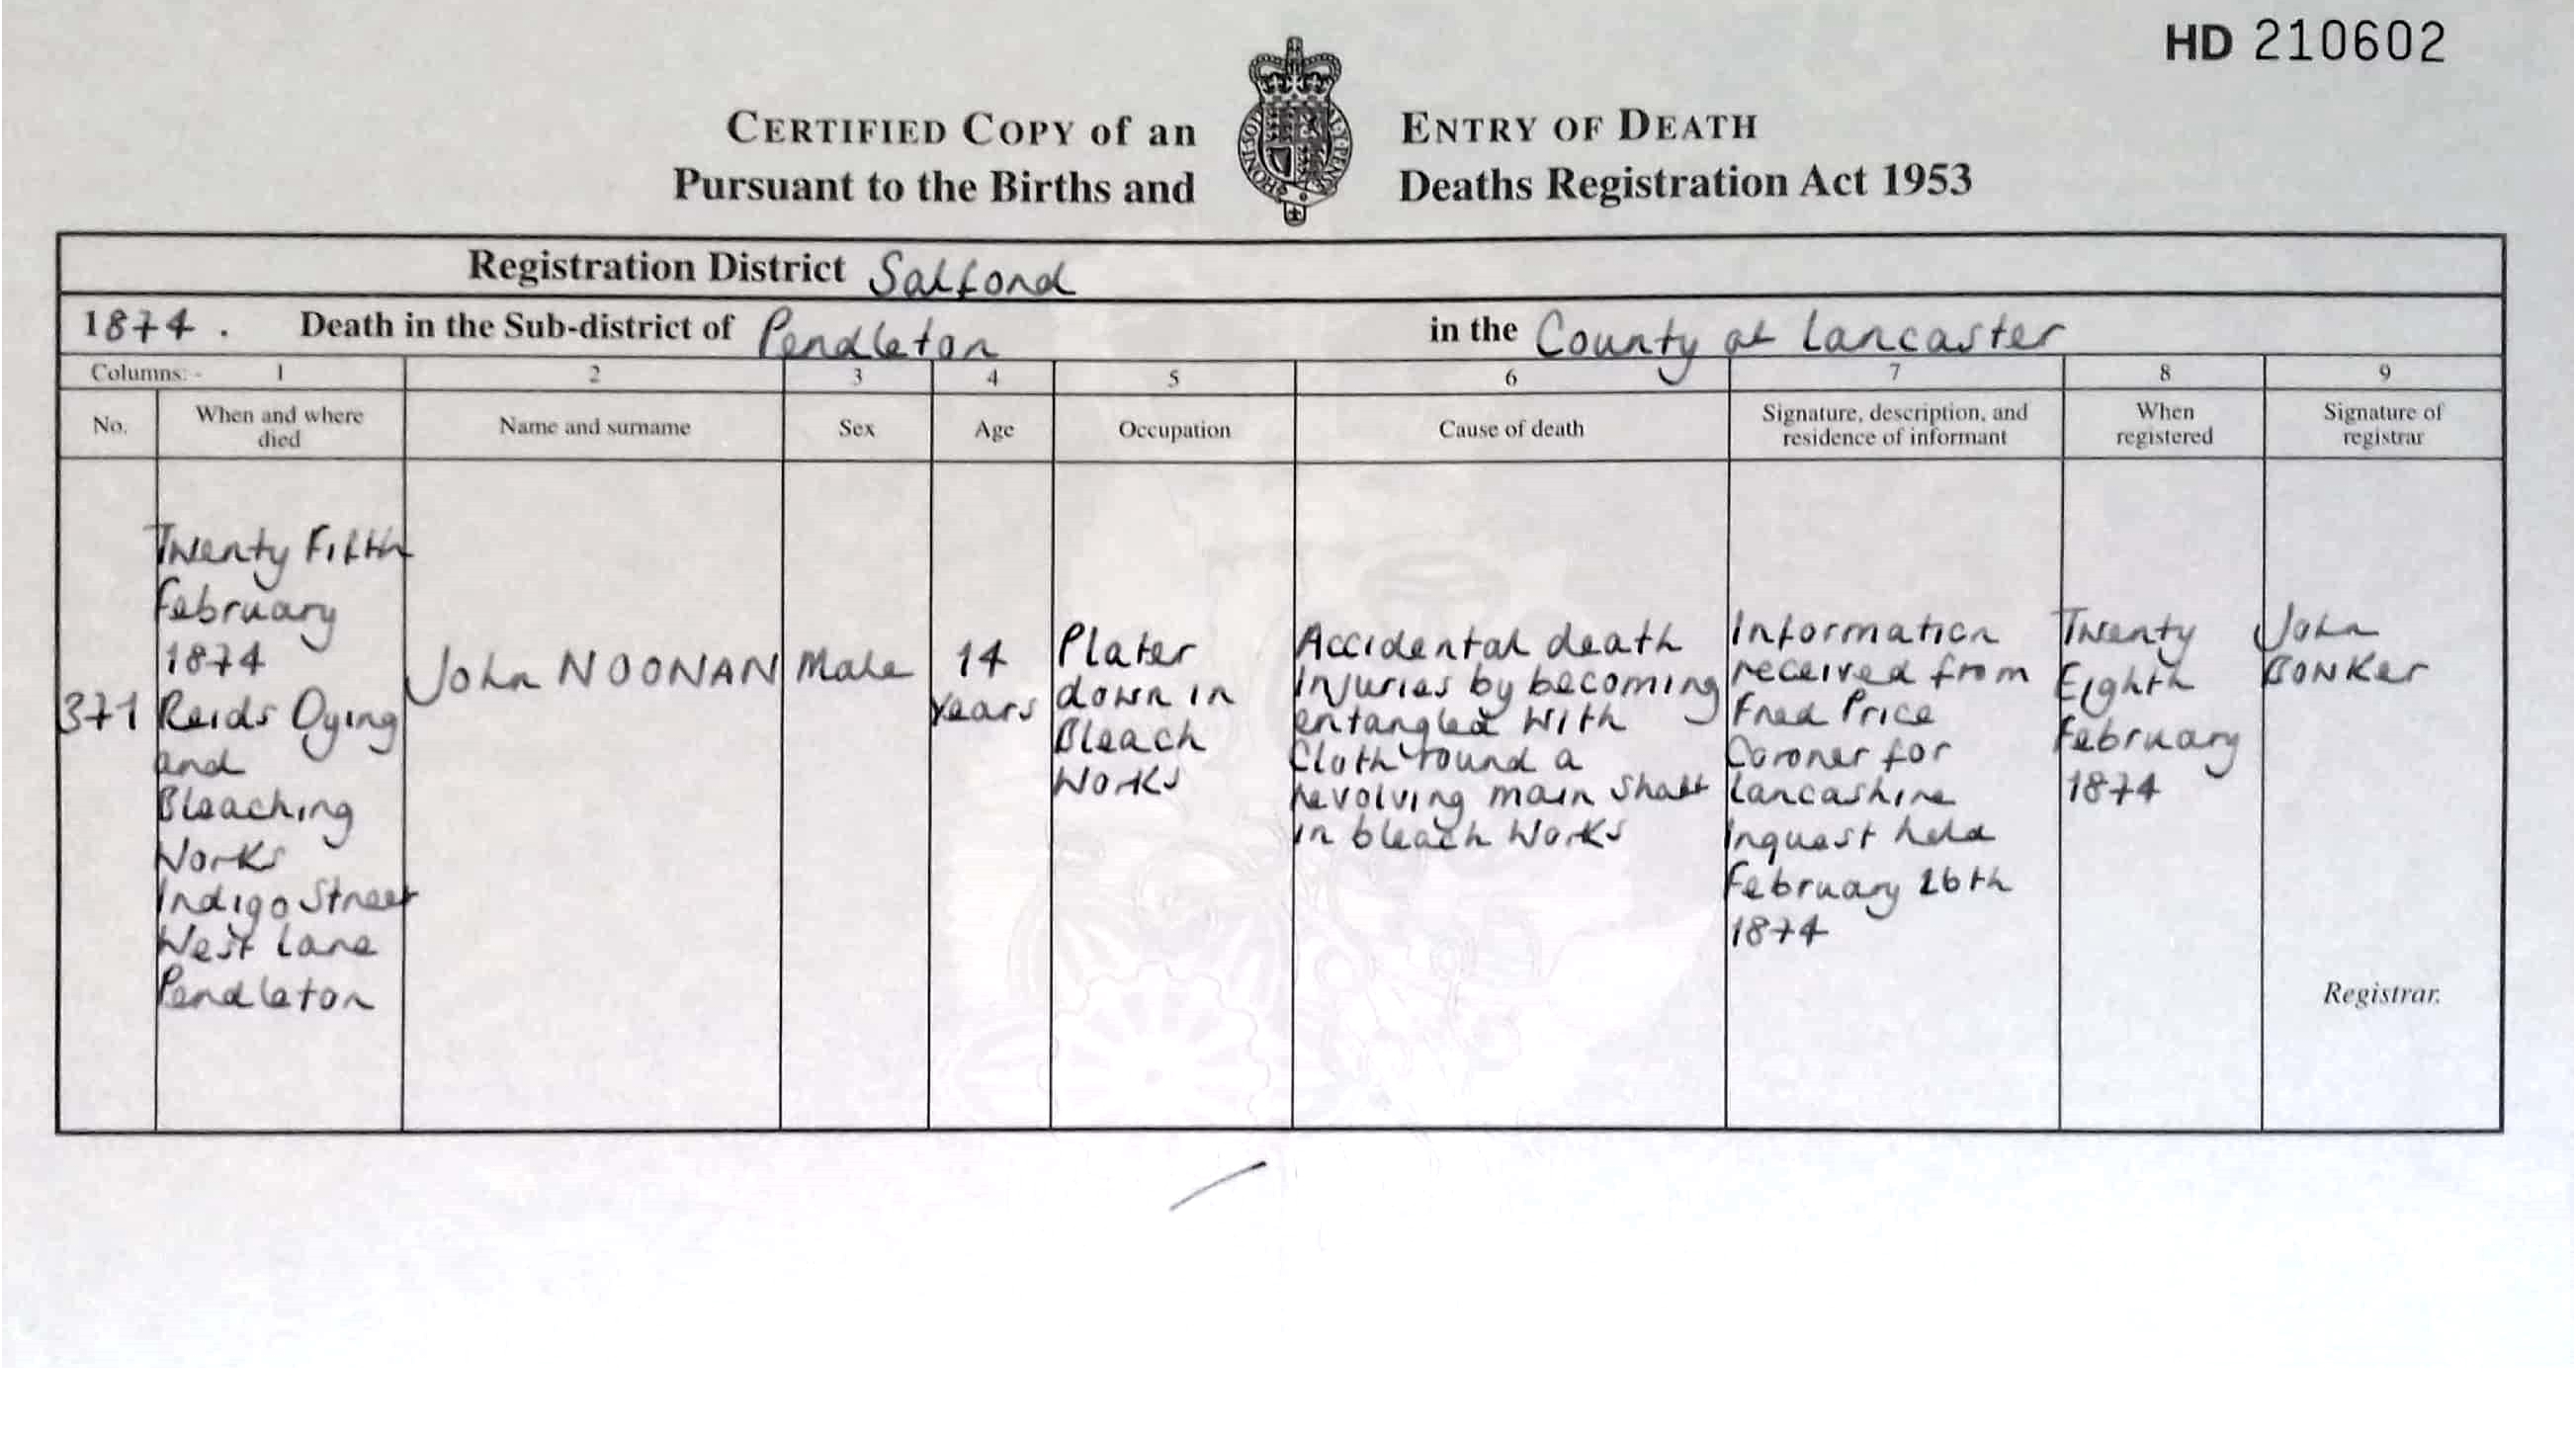 HD 210602
CERTIFIED COPY of an ENTRY OF DEATH
Pursuant to the Births and Deaths Registration Act 1953
Registration District Salford
1874. Death in the Sub-district of Pendleton in the County of Lancaster
Columns:- 1 2 3 4 5 6 7 8 9
No.
When and where
died
Name and surname
Sex
Age
Occupation
Cause of death
Signature, description, and
residence of informant
When
registered
Signature of
registrar
371
Twenty Fifth
February
1874
Reids Dying
and
Bleaching
Works
Indigo Street
West Lane
Pendleton
John NOONAN
Male
14
years
Plater
down in
Bleach
Works
Accidental death
Injuries by becoming
entangled with
Cloth round a
revolving main shaft
in bleach works
Information
received from
Fred Price
Coroner for
Lancashire
Inquest held
February 26th
1874
Twenty
Eighth
February
1874
John
BONKER
Registrar.